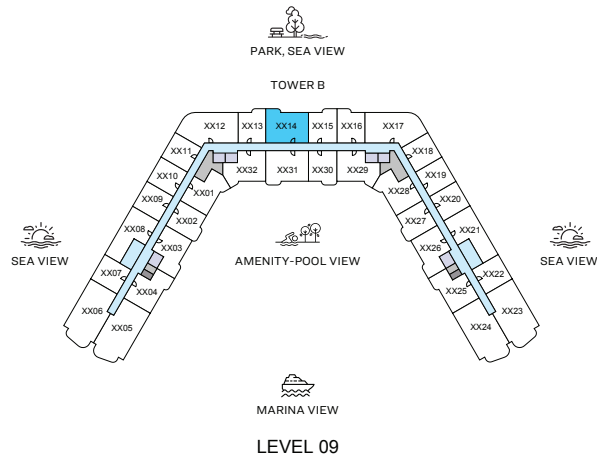 PARK, SEA VIEW
TOWER B
XX12
XX13
XX14
XX15
XX16
XX17
XX11
XX18
XX10
XX01
XX32
XX31
XX30
XX29
XX28
XX19
XX09
XX02
XX27
XX20
XX08
XX03
XX26
XX21
SEA VIEW
AMENITY-POOL VIEW
SEA VIEW
XX07
XX04
XX25
XX22
XX06
XX05
XX24
XX23
MARINA VIEW
LEVEL 09